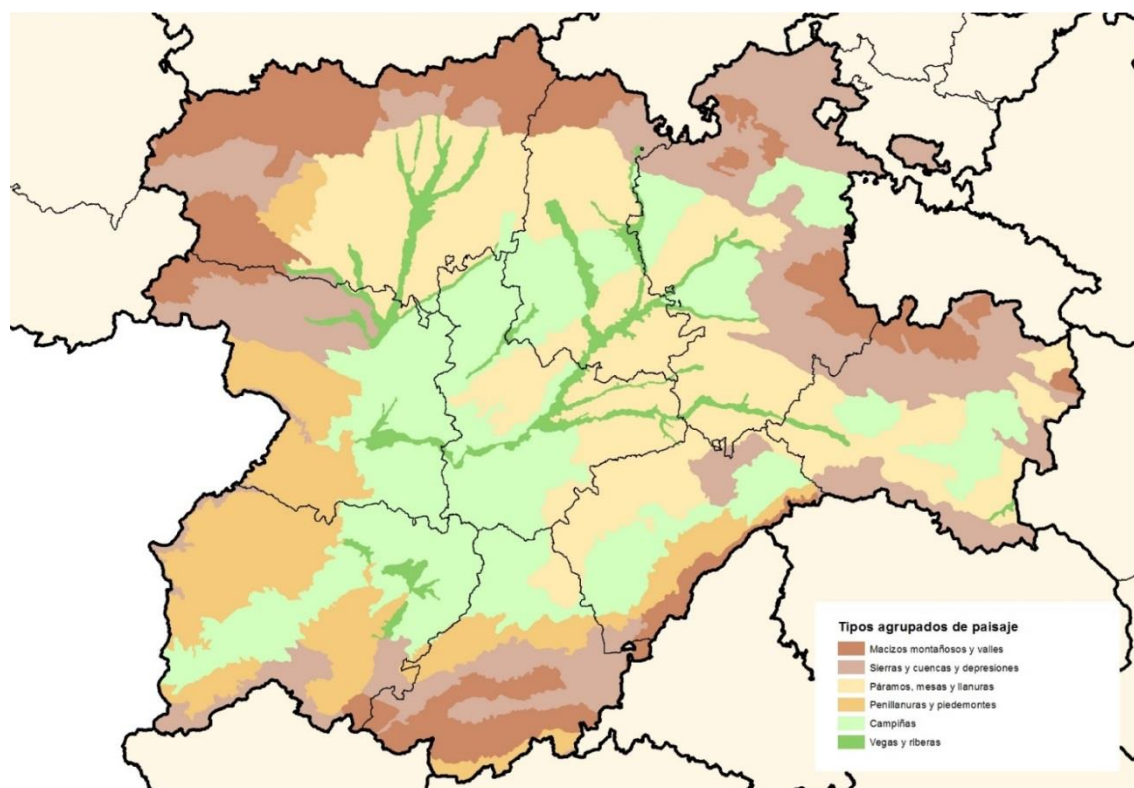 Tipos agrupados de paisaje
Macizos montañosos y valles
Sierras y cuencas y depresiones
Páramos, mesas y llanuras
Penillanuras y piedemontes
Campiñas
Vegas y riberas